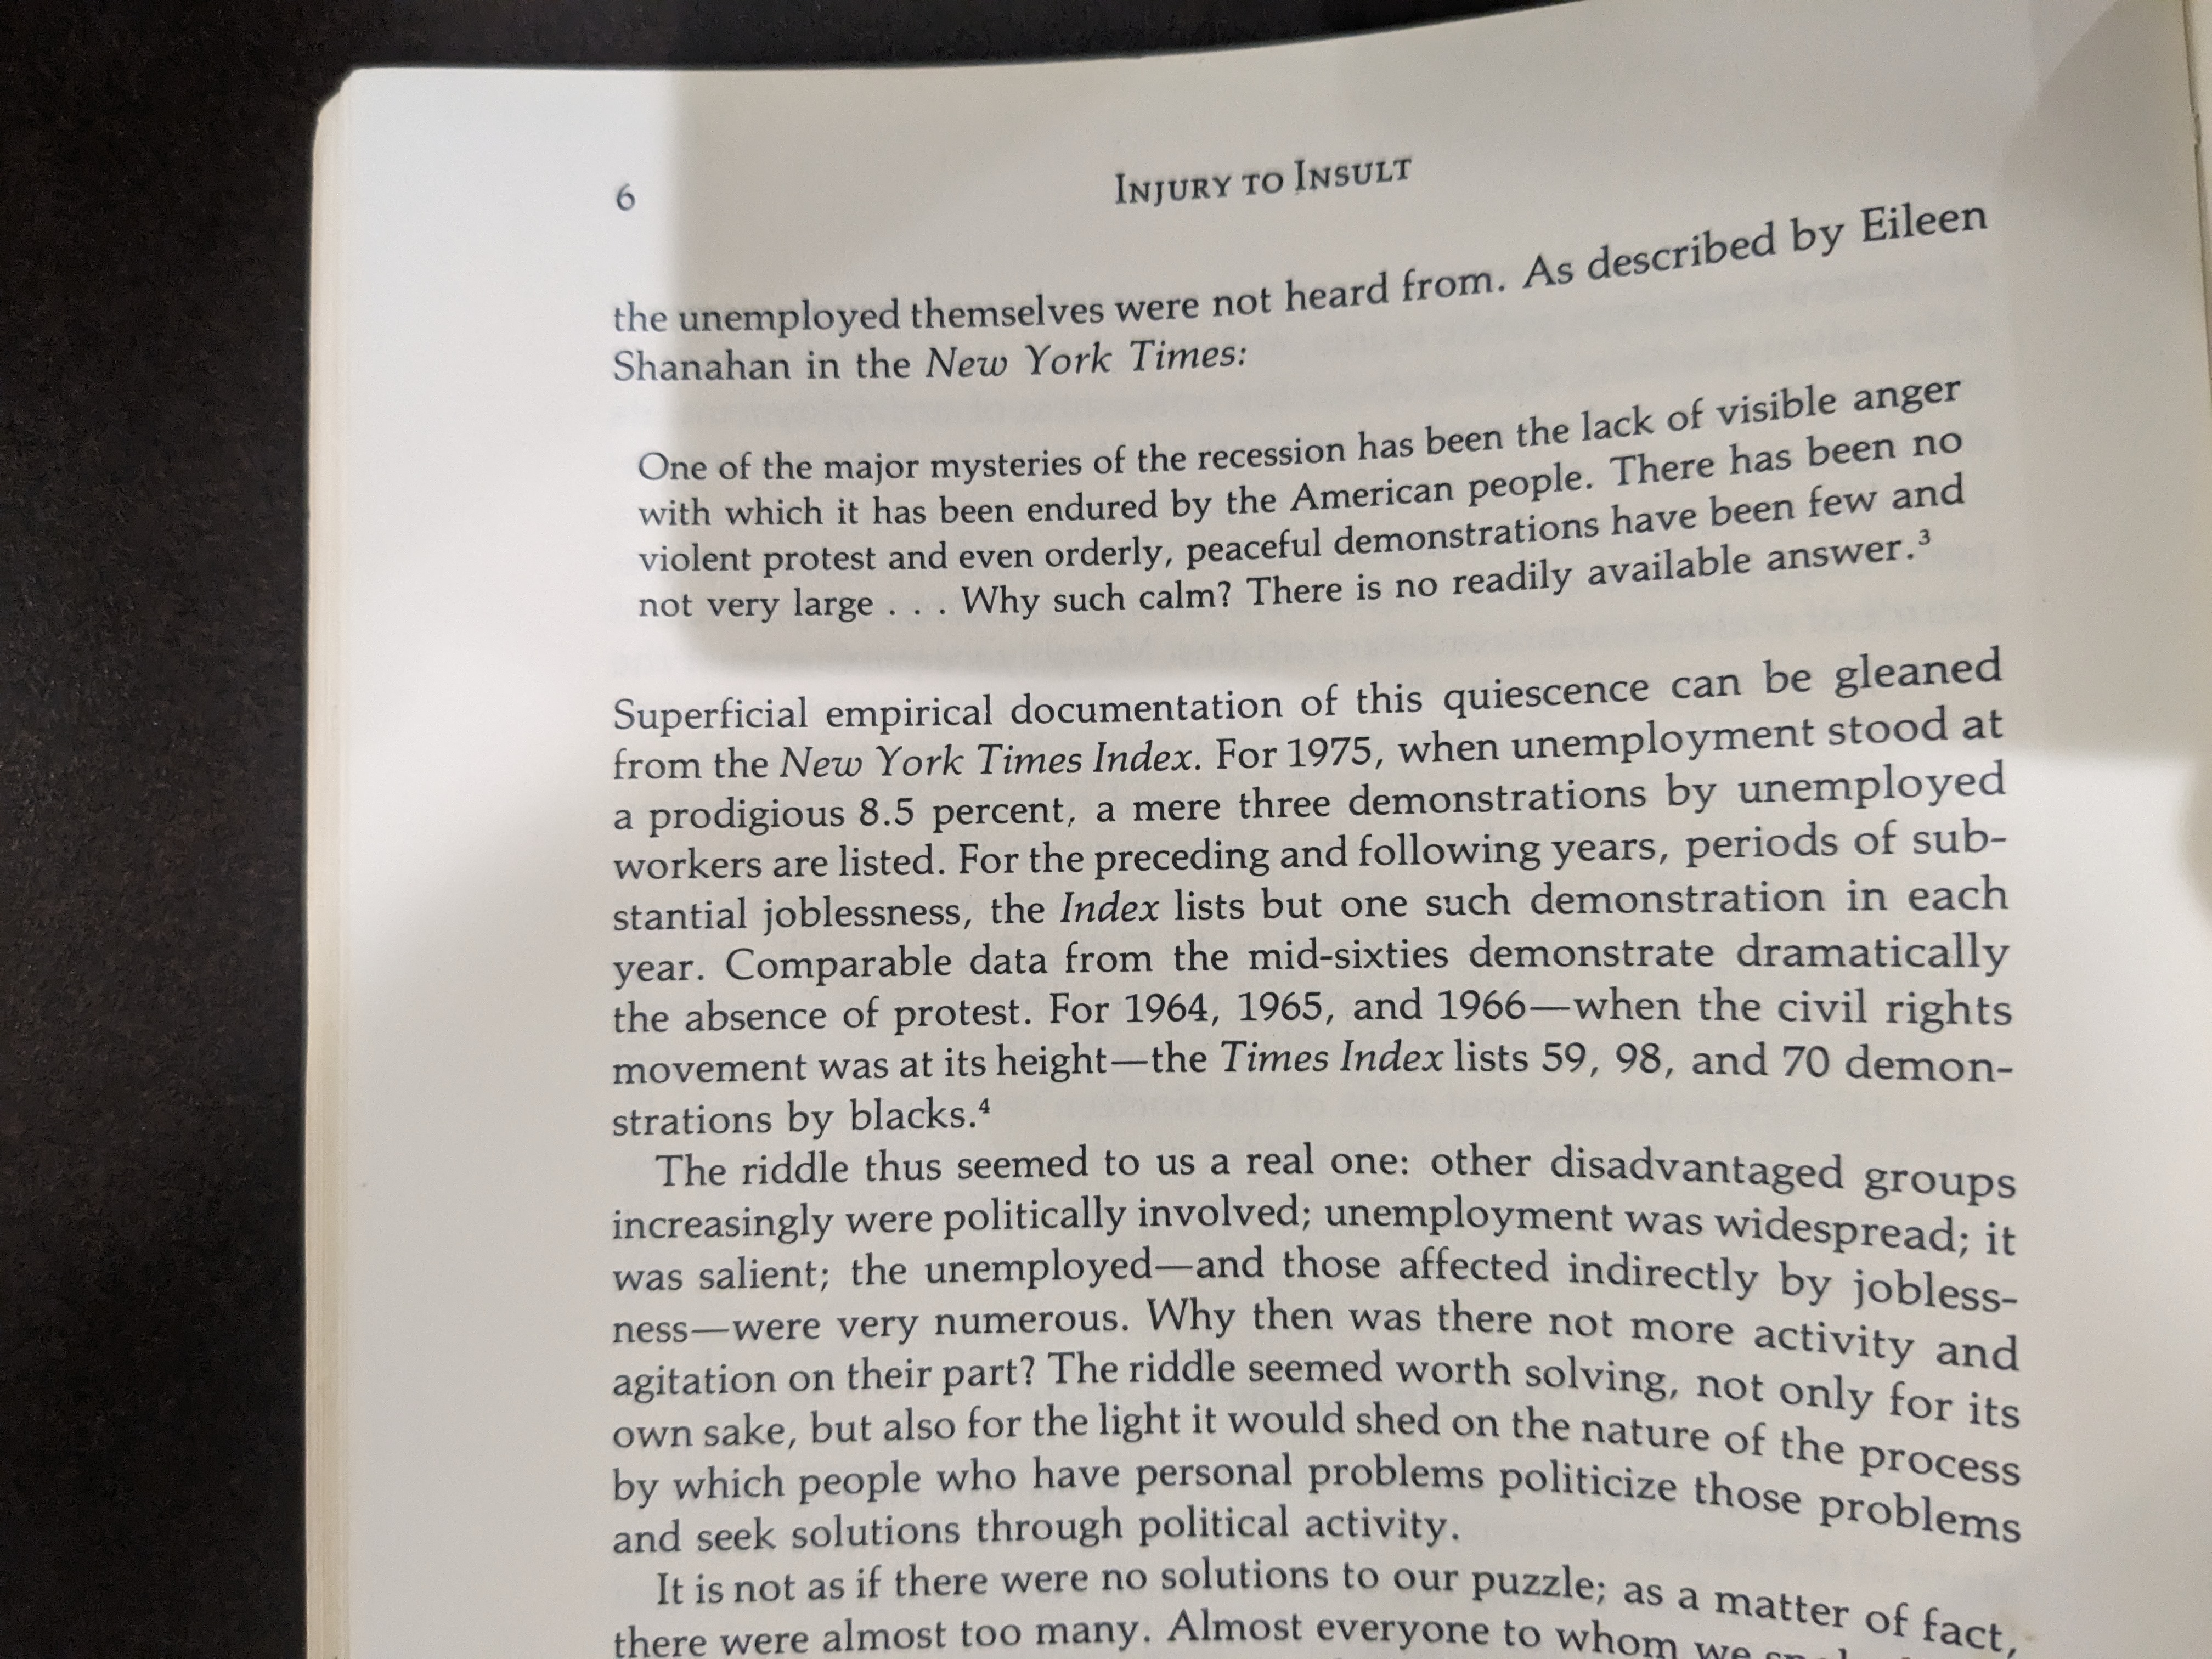 6 INJURY TO INSULT
the unemployed themselves were not heard from. As described by Eileen
Shanahan in the New York Times:
One of the major mysteries of the recession has been the lack of visible anger
with which it has been endured by the American people. There has been no
violent protest and even orderly, peaceful demonstrations have been few and
not very large . . . Why such calm? There is no readily available answer.³
Superficial empirical documentation of this quiescence can be gleaned
from the New York Times Index. For 1975, when unemployment stood at
a prodigious 8.5 percent, a mere three demonstrations by unemployed
workers are listed. For the preceding and following years, periods of sub-
stantial joblessness, the Index lists but one such demonstration in each
year. Comparable data from the mid-sixties demonstrate dramatically
the absence of protest. For 1964, 1965, and 1966—when the civil rights
movement was at its height—the Times Index lists 59, 98, and 70 demon-
strations by blacks.⁴
The riddle thus seemed to us a real one: other disadvantaged groups
increasingly were politically involved; unemployment was widespread; it
was salient; the unemployed—and those affected indirectly by jobless-
ness—were very numerous. Why then was there not more activity and
agitation on their part? The riddle seemed worth solving, not only for its
own sake, but also for the light it would shed on the nature of the process
by which people who have personal problems politicize those problems
and seek solutions through political activity.
It is not as if there were no solutions to our puzzle; as a matter of fact,
there were almost too many. Almost everyone to whom we